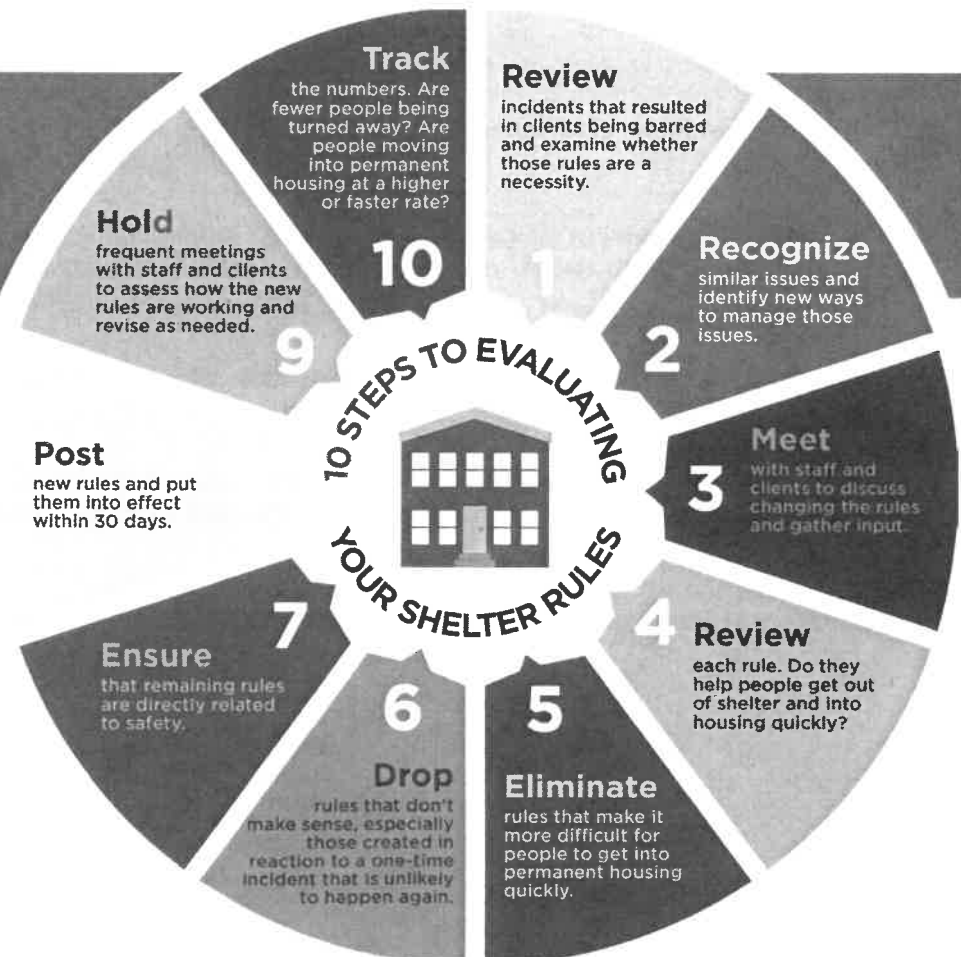 10 STEPS TO EVALUATING
YOUR SHELTER RULES
1
Review
incidents that resulted
in clients being barred
and examine whether
those rules are a
necessity.
2
Recognize
similar issues and
identify new ways
to manage those
issues.
3
Meet
with staff and
clients to discuss
changing the rules
and gather input.
4
Review
each rule. Do they
help people get out
of shelter and into
housing quickly?
5
Eliminate
rules that make it
more difficult for
people to get into
permanent housing
quickly.
6
Drop
rules that don't
make sense, especially
those created in
reaction to a one-time
incident that is unlikely
to happen again.
7
Ensure
that remaining rules
are directly related
to safety.
Post
new rules and put
them into effect
within 30 days.
9
Hold
frequent meetings
with staff and clients
to assess how the new
rules are working and
revise as needed.
10
Track
the numbers. Are
fewer people being
turned away? Are
people moving
into permanent
housing at a higher
or faster rate?